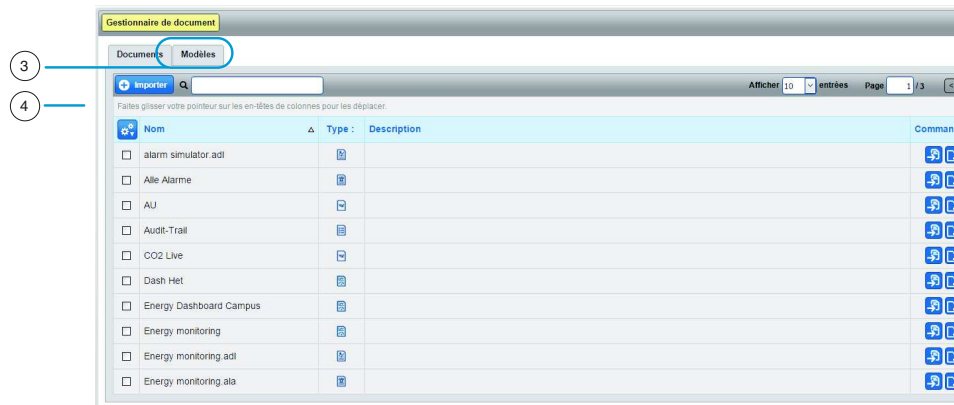 Gestionnaire de document
Documents Modèles
3
Importer Afficher 10 entrées Page 1 / 3 <
4
Faites glisser votre pointeur sur les en-têtes de colonnes pour les déplacer.
Nom Type : Description Comman
alarm simulator.adl
Alle Alarme
AU
Audit-Trail
CO2 Live
Dash Het
Energy Dashboard Campus
Energy monitoring
Energy monitoring.adl
Energy monitoring.ala